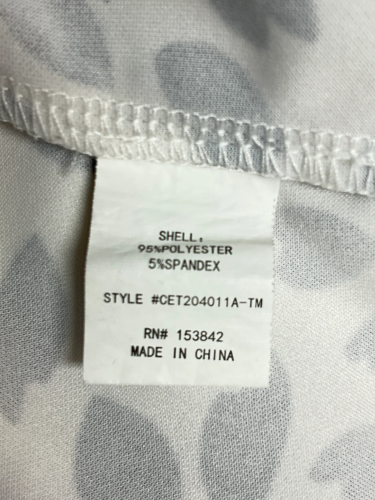 SHELL:
95%POLYESTER
5%SPANDEX
STYLE #CET204011A-TM
RN# 153842
MADE IN CHINA